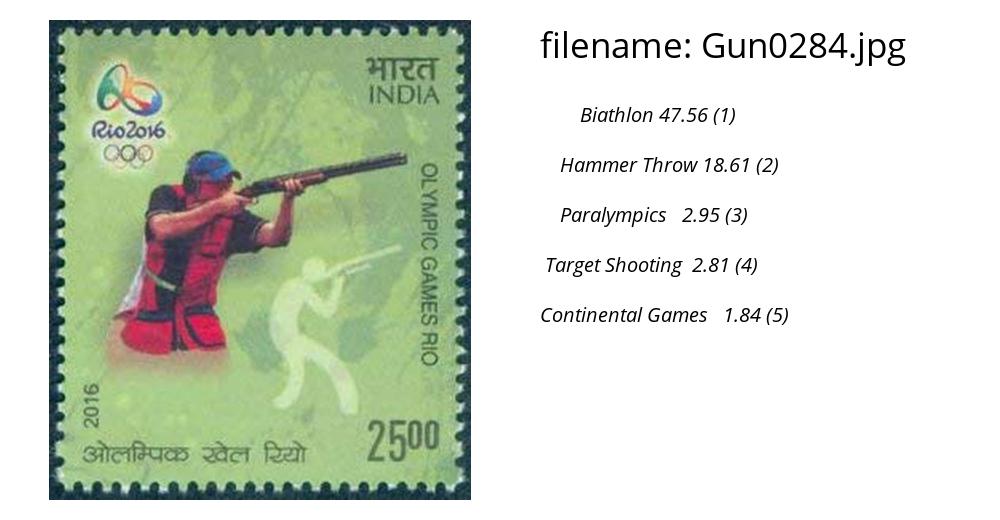 filename: Gun0284.jpg
Biathlon 47.56 (1)
Hammer Throw 18.61 (2)
Paralympics 2.95 (3)
Target Shooting 2.81 (4)
Continental Games 1.84 (5)
भारत
INDIA
Rio2016
OLYMPIC GAMES RIO
2016
ओलम्पिक खेल रियो
2500